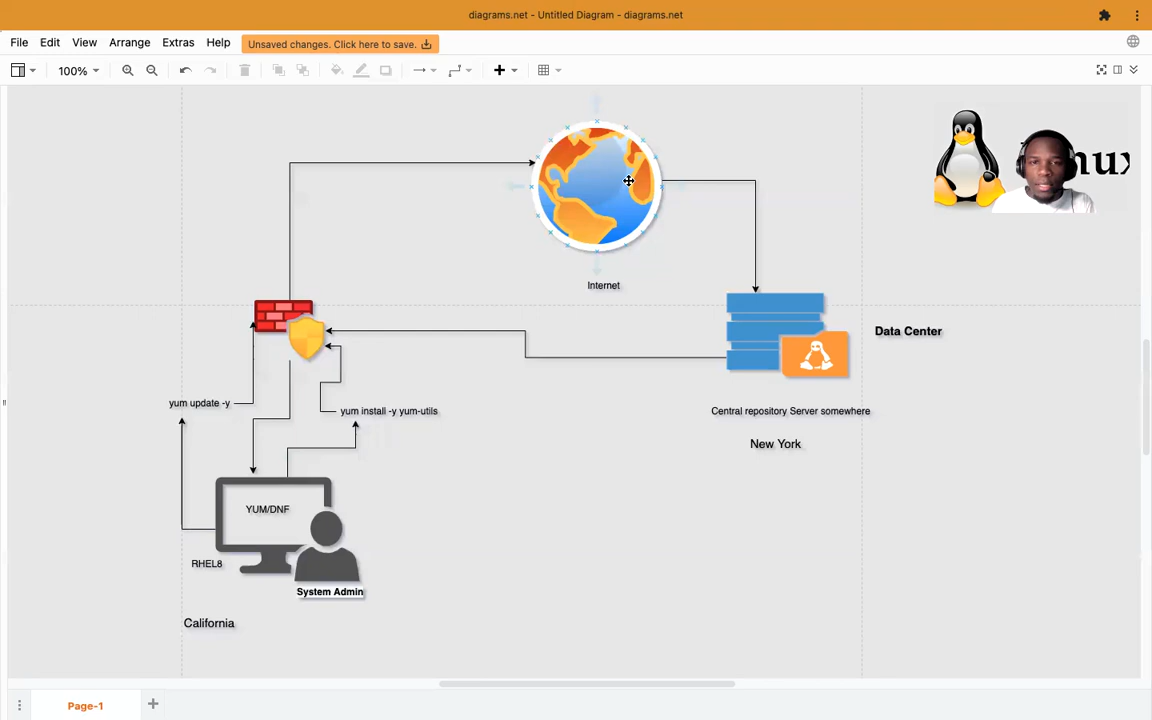 diagrams.net - Untitled Diagram - diagrams.net
File Edit View Arrange Extras Help Unsaved changes. Click here to save.
100%
Internet
Data Center
yum update -y
yum install -y yum-utils
Central repository Server somewhere
New York
YUM/DNF
RHEL8
System Admin
California
Page-1